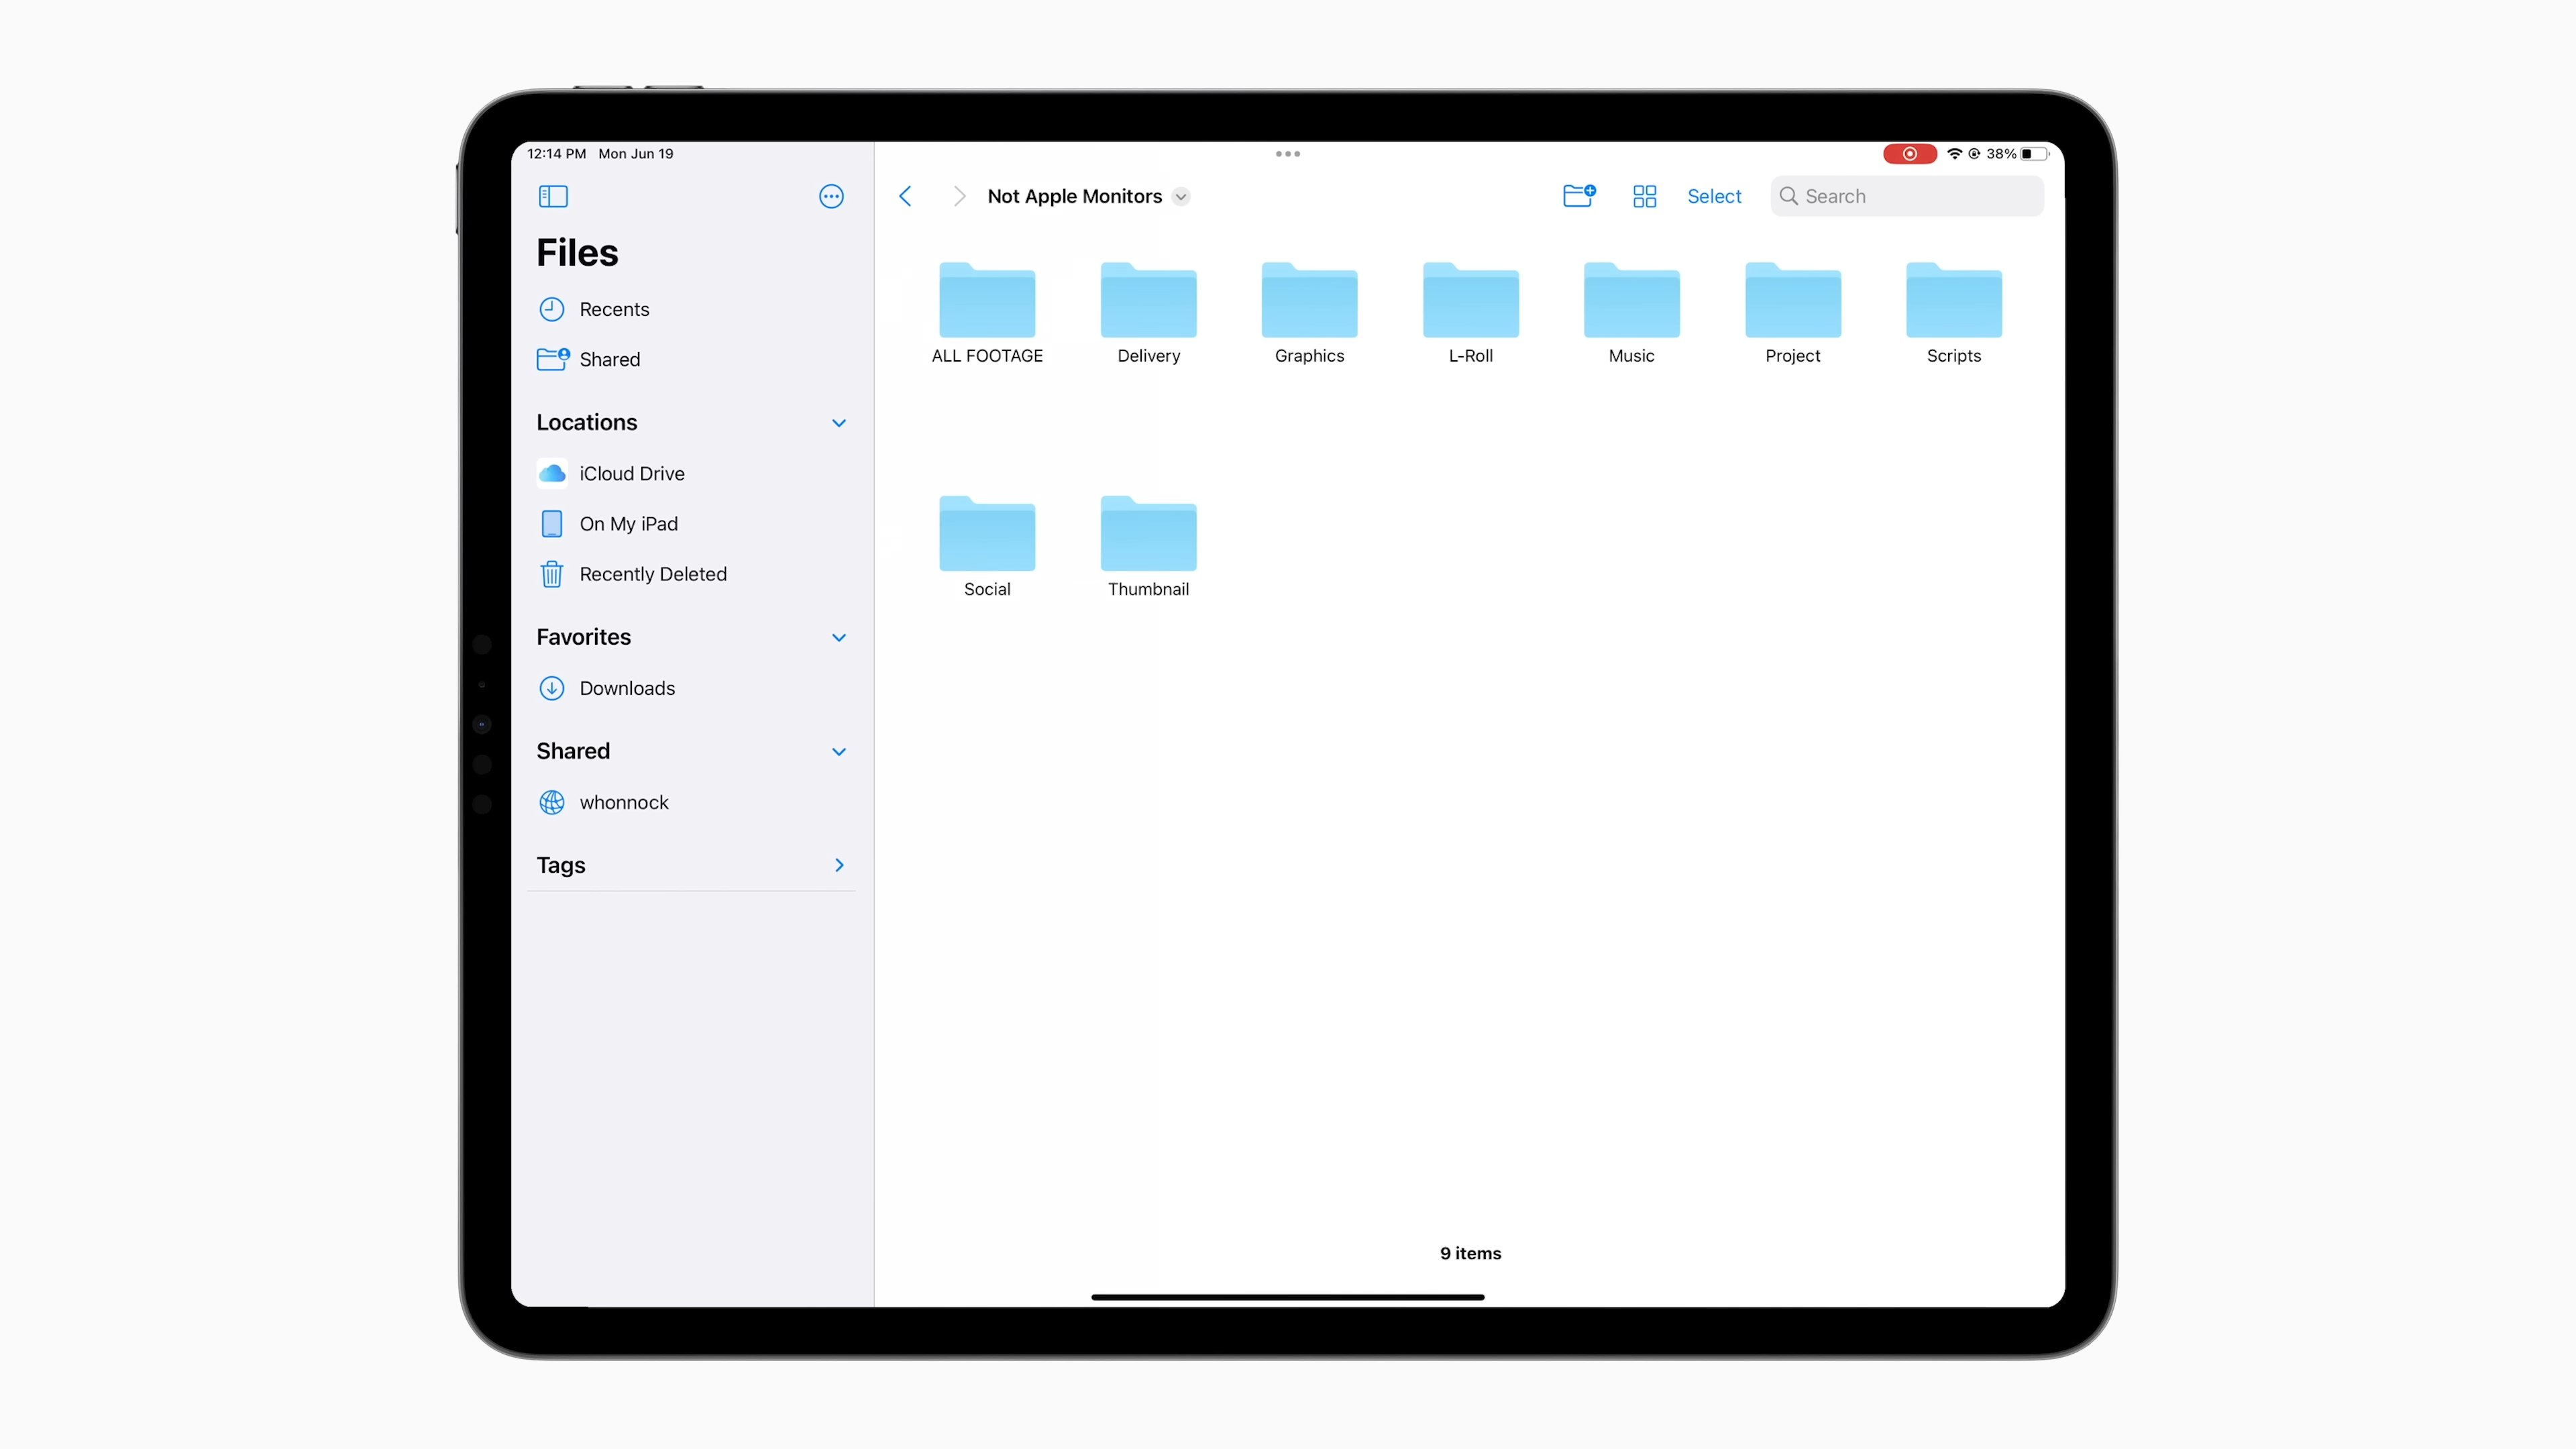 12:14 PM Mon Jun 19
38%
Files
Recents
Shared
Locations
iCloud Drive
On My iPad
Recently Deleted
Favorites
Downloads
Shared
whonnock
Tags
Not Apple Monitors
Select
Search
ALL FOOTAGE
Delivery
Graphics
L-Roll
Music
Project
Scripts
Social
Thumbnail
9 items